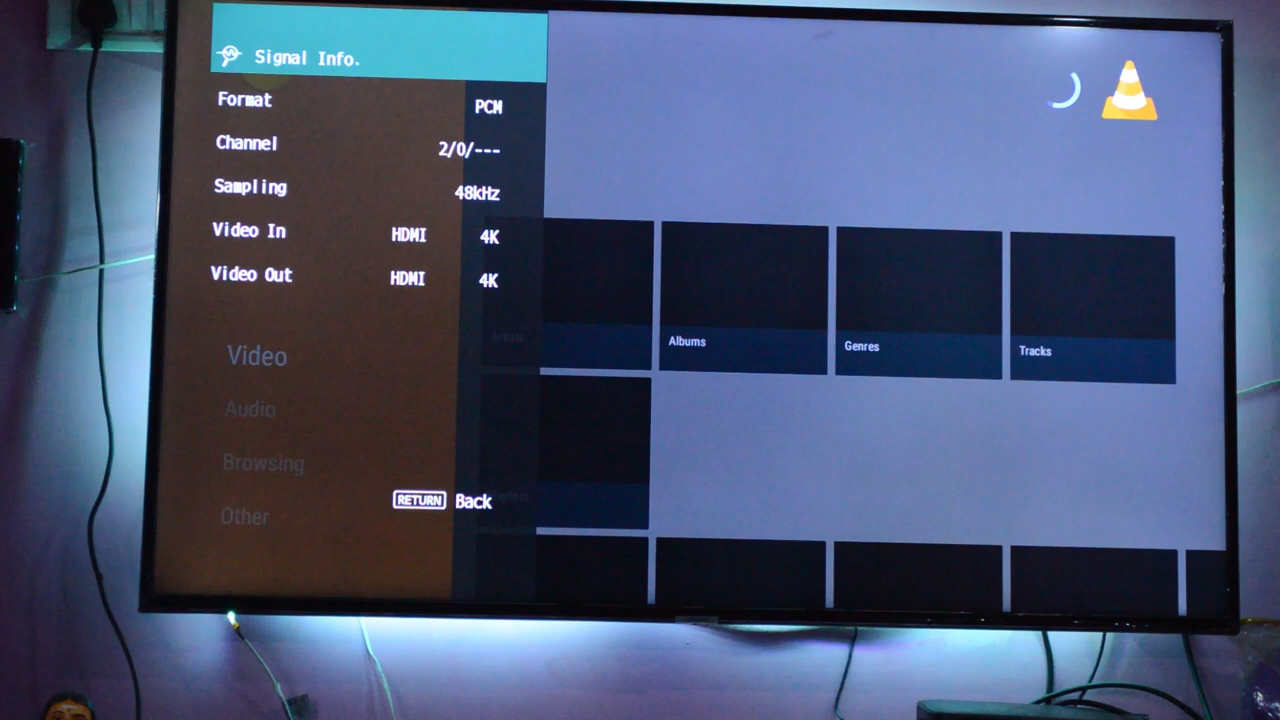 Signal Info.
Format PCM
Channel 2/0/---
Sampling 48kHz
Video In HDMI 4K
Video Out HDMI 4K
Artists
Albums
Genres
Tracks
Video
Audio
Browsing
Other
RETURN Back